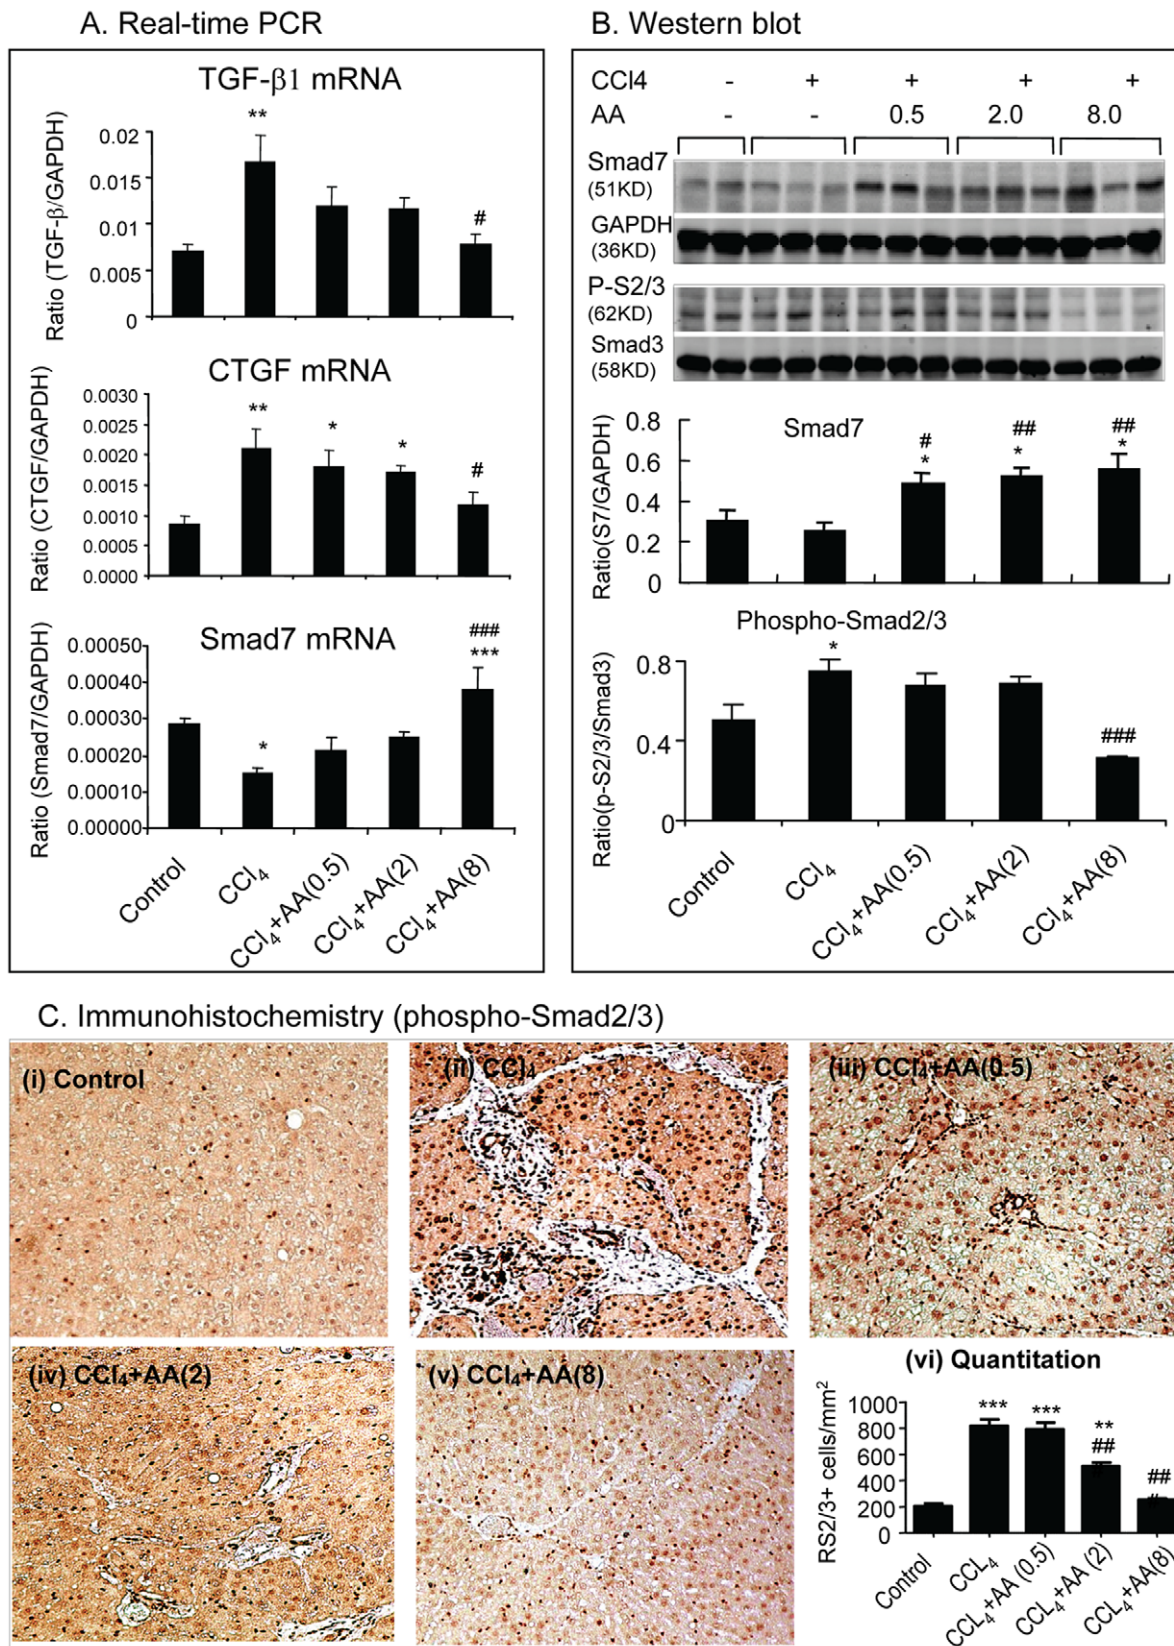 A. Real-time PCR
TGF-β1 mRNA
Ratio (TGF-β/GAPDH)
0.02
0.015
0.01
0.005
0
**
#
CTGF mRNA
Ratio (CTGF/GAPDH)
0.0030
0.0025
0.0020
0.0015
0.0010
0.0005
0.0000
**
*
*
#
Smad7 mRNA
Ratio (Smad7/GAPDH)
0.00050
0.00040
0.00030
0.00020
0.00010
0.00000
*
###
***
Control
CCl₄
CCl₄+AA(0.5)
CCl₄+AA(2)
CCl₄+AA(8)
B. Western blot
CCl4 - + + + +
AA - - 0.5 2.0 8.0
Smad7
(51KD)
GAPDH
(36KD)
P-S2/3
(62KD)
Smad3
(58KD)
Smad7
Ratio(S7/GAPDH)
0.8
0.6
0.4
0.2
0
#
*
##
*
##
*
Phospho-Smad2/3
Ratio(p-S2/3/Smad3)
0.8
0.4
0
*
###
Control
CCl₄
CCl₄+AA(0.5)
CCl₄+AA(2)
CCl₄+AA(8)
C. Immunohistochemistry (phospho-Smad2/3)
(i) Control
(ii) CCl₄
(iii) CCl₄+AA(0.5)
(iv) CCl₄+AA(2)
(v) CCl₄+AA(8)
(vi) Quantitation
RS2/3+ cells/mm²
1000
800
600
400
200
0
***
***
**
##
##
Control
CCL₄
CCL₄+AA (0.5)
CCL₄+AA (2)
CCL₄+AA(8)